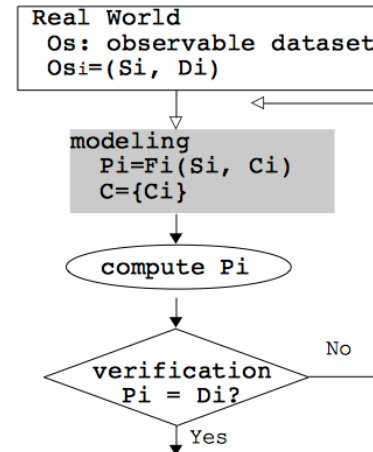 Real World
Os: observable dataset
Osi=(Si, Di)
modeling
Pi=Fi(Si, Ci)
C={Ci}
compute Pi
verification
Pi = Di?
No
Yes